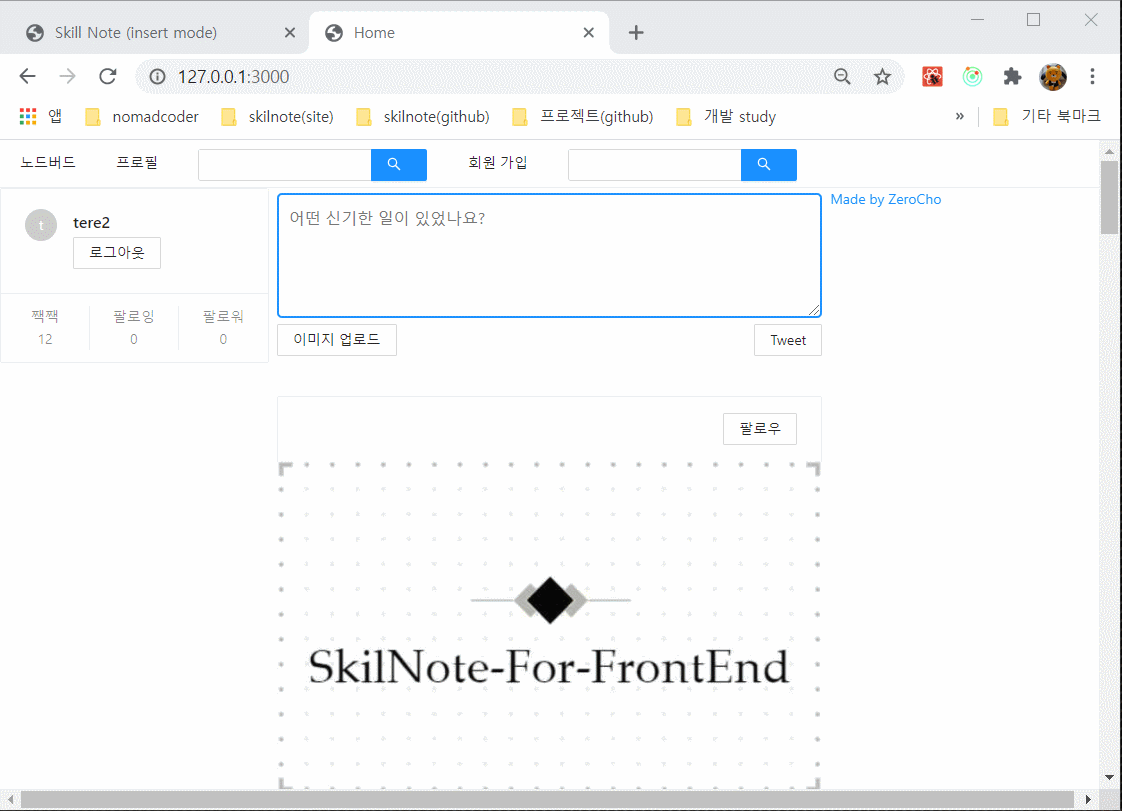 Skill Note (insert mode)
Home
127.0.0.1:3000
앱
nomadcoder
skilnote(site)
skilnote(github)
프로젝트(github)
개발 study
»
기타 북마크
노드버드
프로필
회원 가입
t
tere2
로그아웃
짹짹
12
팔로잉
0
팔로워
0
어떤 신기한 일이 있었나요?
이미지 업로드
Tweet
Made by ZeroCho
팔로우
SkilNote-For-FrontEnd